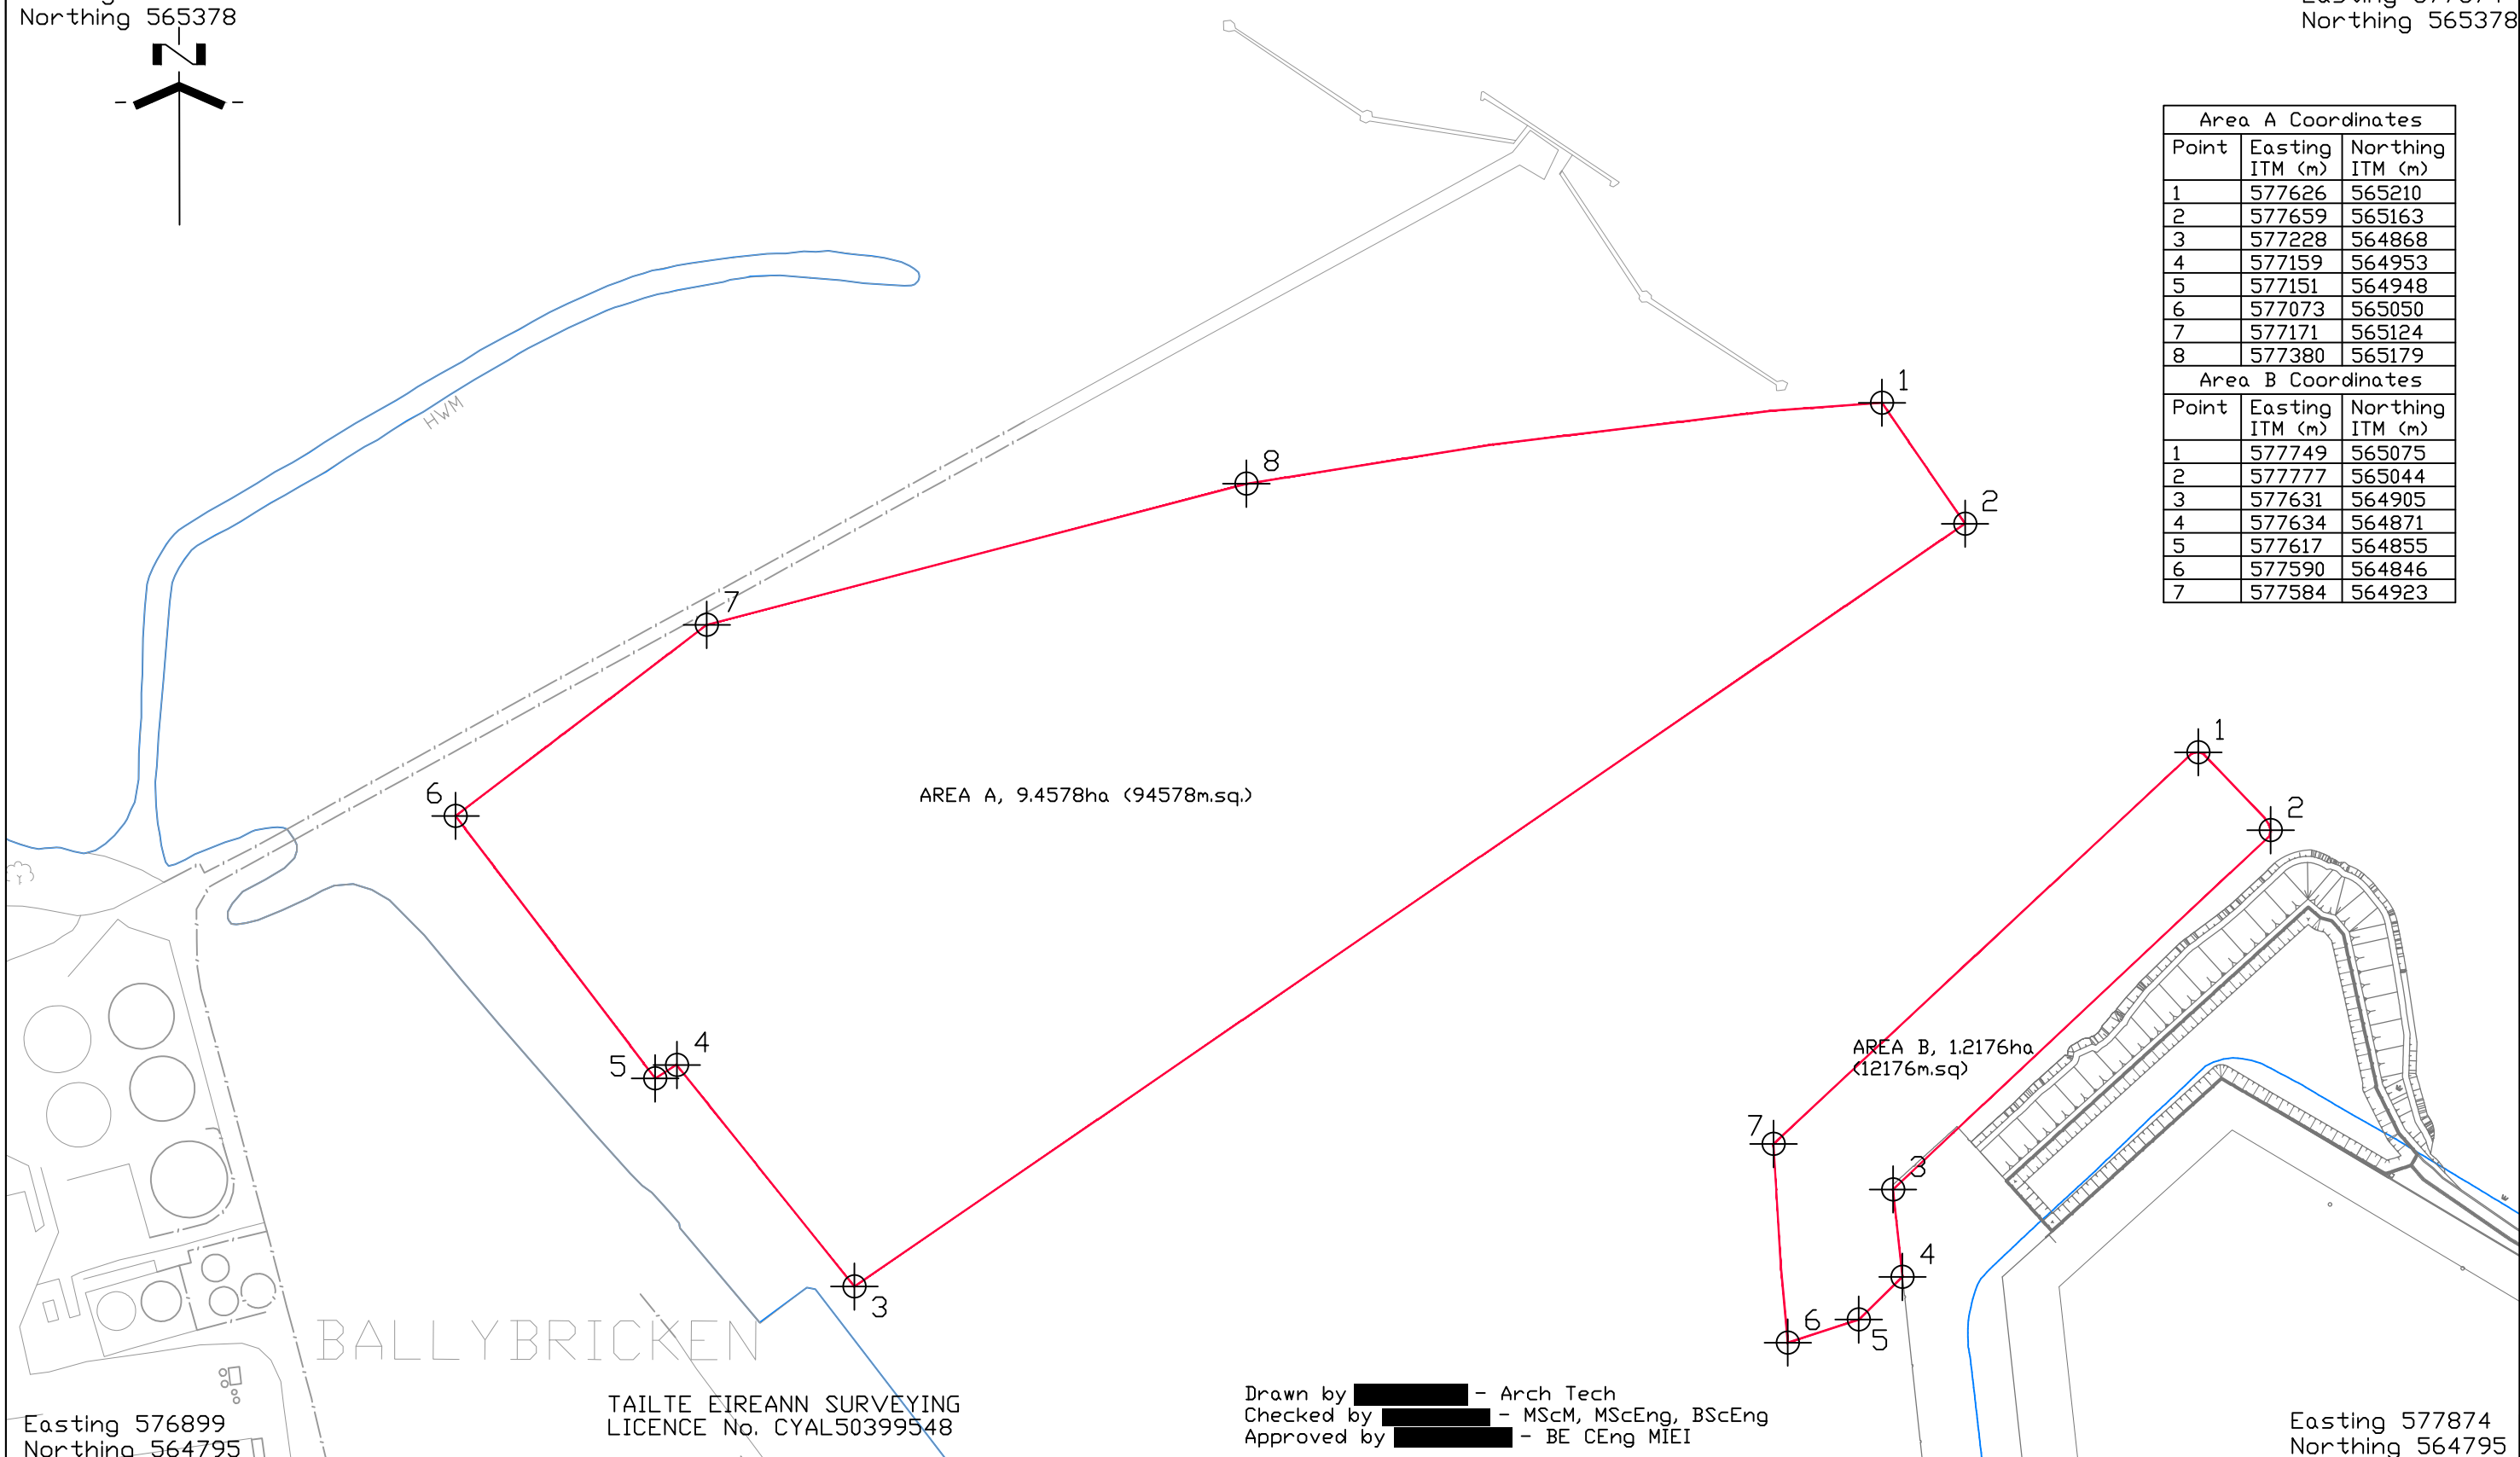 Northing 565378
N
Northing 565378
Area A Coordinates
Point Easting ITM (m) Northing ITM (m)
1 577626 565210
2 577659 565163
3 577228 564868
4 577159 564953
5 577151 564948
6 577073 565050
7 577171 565124
8 577380 565179
Area B Coordinates
Point Easting ITM (m) Northing ITM (m)
1 577749 565075
2 577777 565044
3 577631 564905
4 577634 564871
5 577617 564855
6 577590 564846
7 577584 564923
HWM
1
8
2
7
6
AREA A, 9.4578ha (94578m.sq.)
4
5
3
1
2
AREA B, 1.2176ha
(12176m.sq)
7
3
4
6
5
BALLYBRICKEN
TAILTE EIREANN SURVEYING
LICENCE No. CYAL50399548
Drawn by - Arch Tech
Checked by - MScM, MScEng, BScEng
Approved by - BE CEng MIEI
Easting 576899
Northing 564795
Easting 577874
Northing 564795